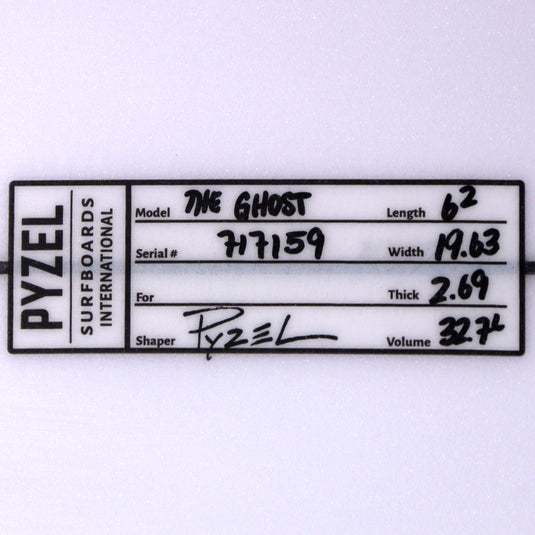 PYZEL
SURFBOARDS
INTERNATIONAL
Model THE GHOST Length 6²
Serial # 717159 Width 19.63
For Thick 2.69
Shaper PYZEL Volume 32.7L